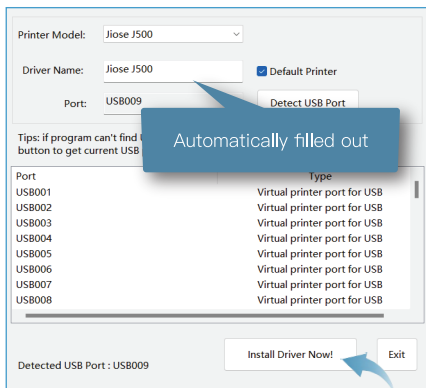 Printer Model: Jiose J500
Driver Name: Jiose J500 Default Printer
Port: USB009 Detect USB Port
Automatically filled out
Tips: if program can't find
button to get current USB
Port Type
USB001 Virtual printer port for USB
USB002 Virtual printer port for USB
USB003 Virtual printer port for USB
USB004 Virtual printer port for USB
USB005 Virtual printer port for USB
USB006 Virtual printer port for USB
USB007 Virtual printer port for USB
USB008 Virtual printer port for USB
Install Driver Now! Exit
Detected USB Port : USB009